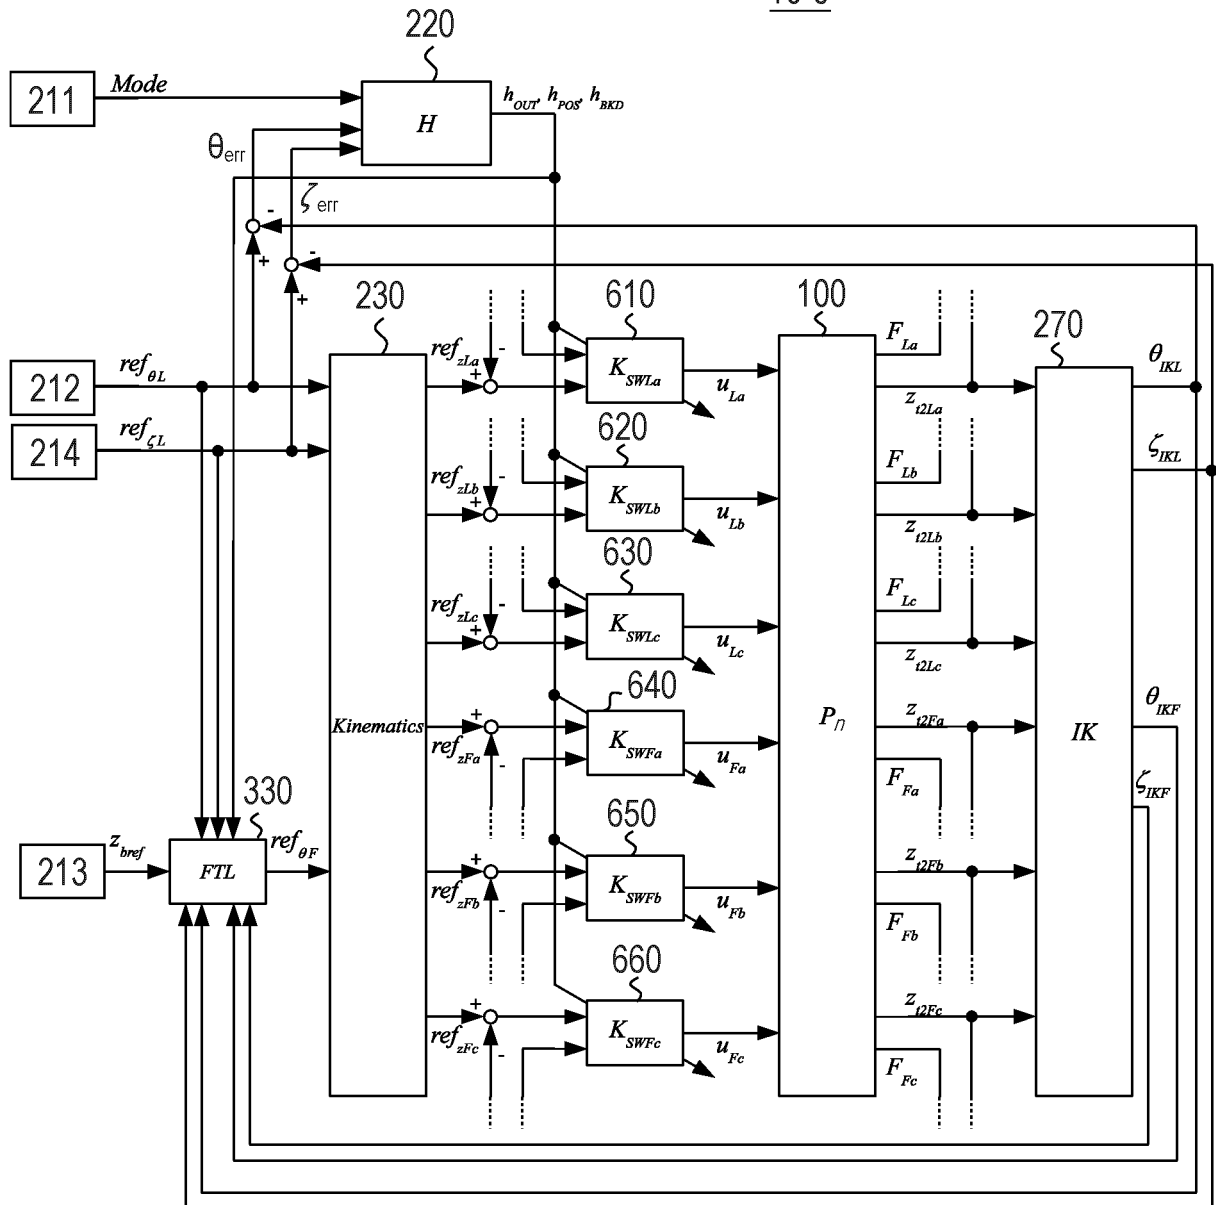 220
211
Mode
H
h_OUT, h_POS, h_BKD
θ_err
ζ_err
-
+
-
+
230
610
100
270
212
ref_θL
214
ref_ζL
Kinematics
ref_zLa
-
+
K_SWLa
u_La
F_La
z_t2La
θ_IKL
620
ref_zLb
-
+
K_SWLb
u_Lb
F_Lb
z_t2Lb
ζ_IKL
630
ref_zLc
-
+
K_SWLc
u_Lc
F_Lc
z_t2Lc
640
P_n
IK
+
ref_zFa
-
K_SWFa
u_Fa
z_t2Fa
F_Fa
θ_IKF
ζ_IKF
330
213
z_bref
FTL
ref_θF
650
+
ref_zFb
-
K_SWFb
u_Fb
z_t2Fb
F_Fb
660
+
ref_zFc
-
K_SWFc
u_Fc
z_t2Fc
F_Fc